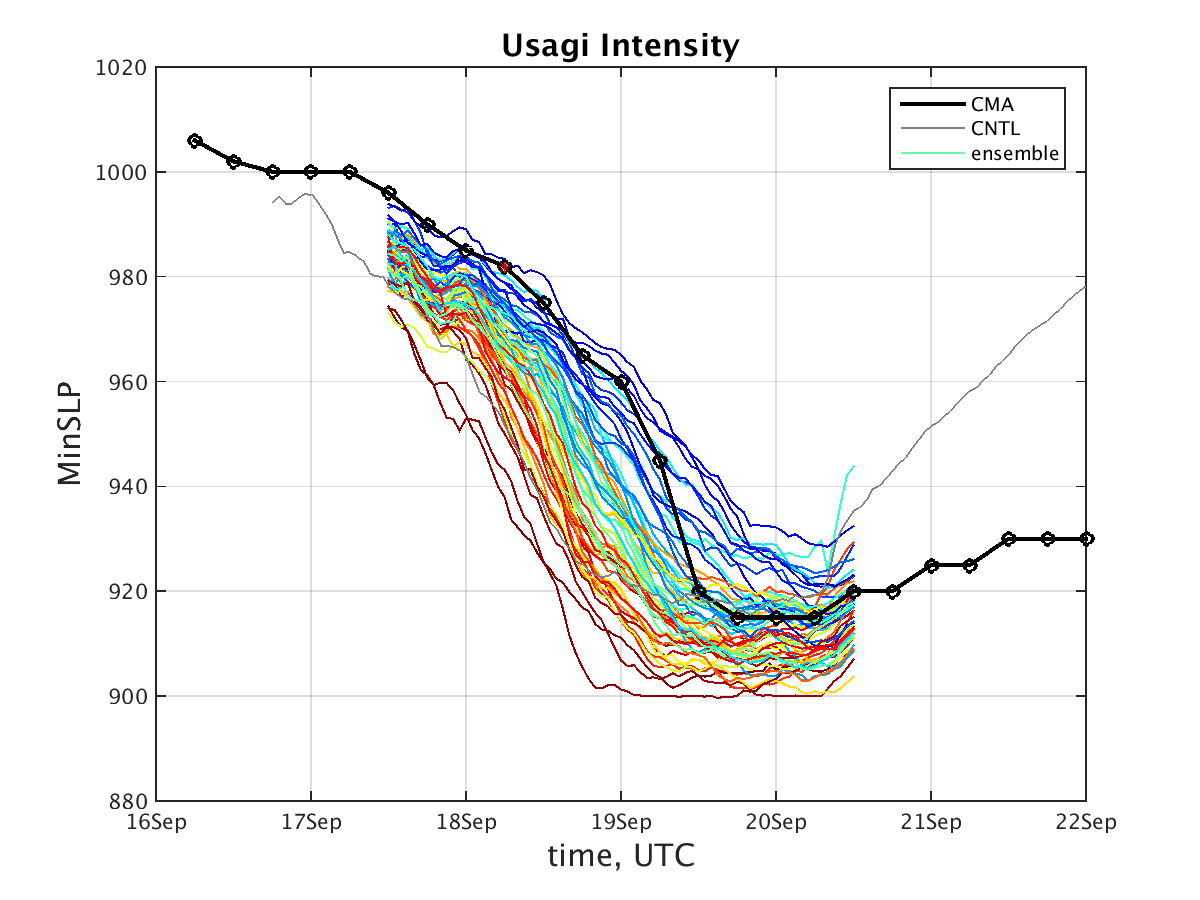 Usagi Intensity
1020
1000
980
960
940
920
900
880
MinSLP
CMA
CNTL
ensemble
16Sep 17Sep 18Sep 19Sep 20Sep 21Sep 22Sep
time, UTC